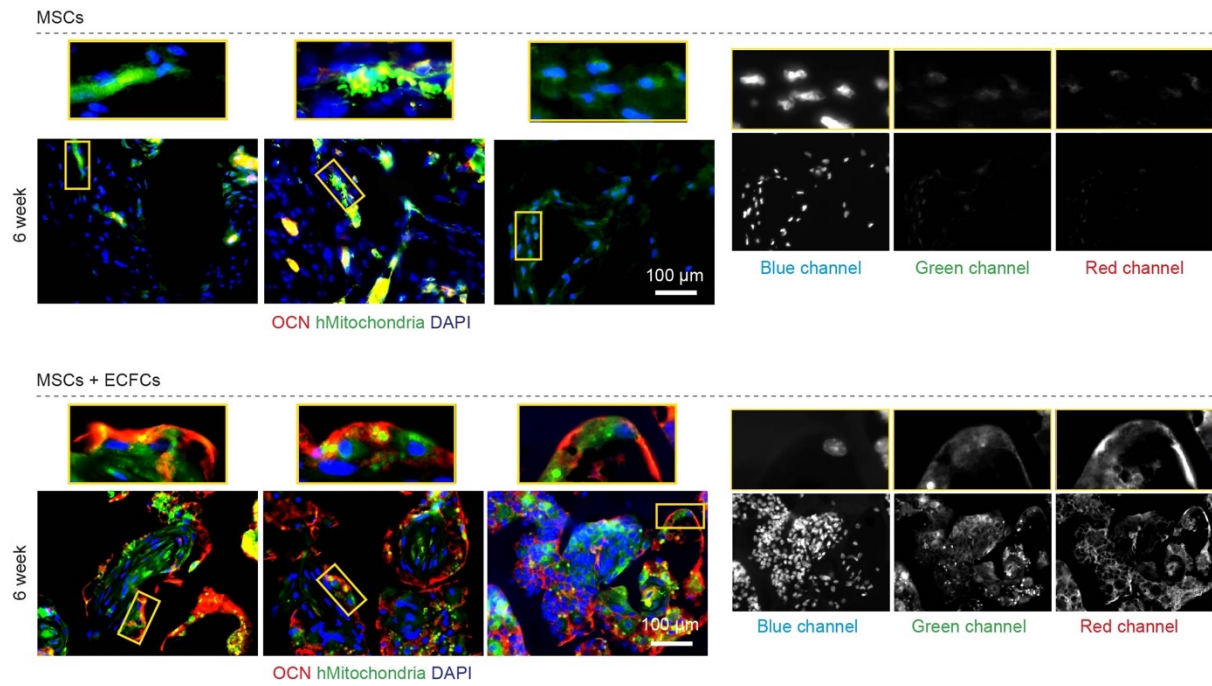 MSCs
6 week
100 µm
Blue channel
Green channel
Red channel
OCN hMitochondria DAPI
MSCs + ECFCs
6 week
100 µm
Blue channel
Green channel
Red channel
OCN hMitochondria DAPI